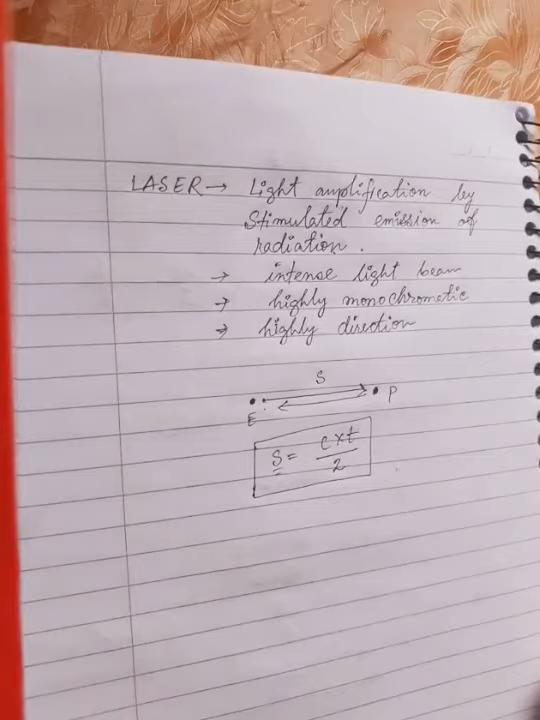 LASER → Light amplification by
Stimulated emission of
radiation.
→ intense light beam
→ highly monochromatic
→ highly direction
S
E P
S = c×t/2